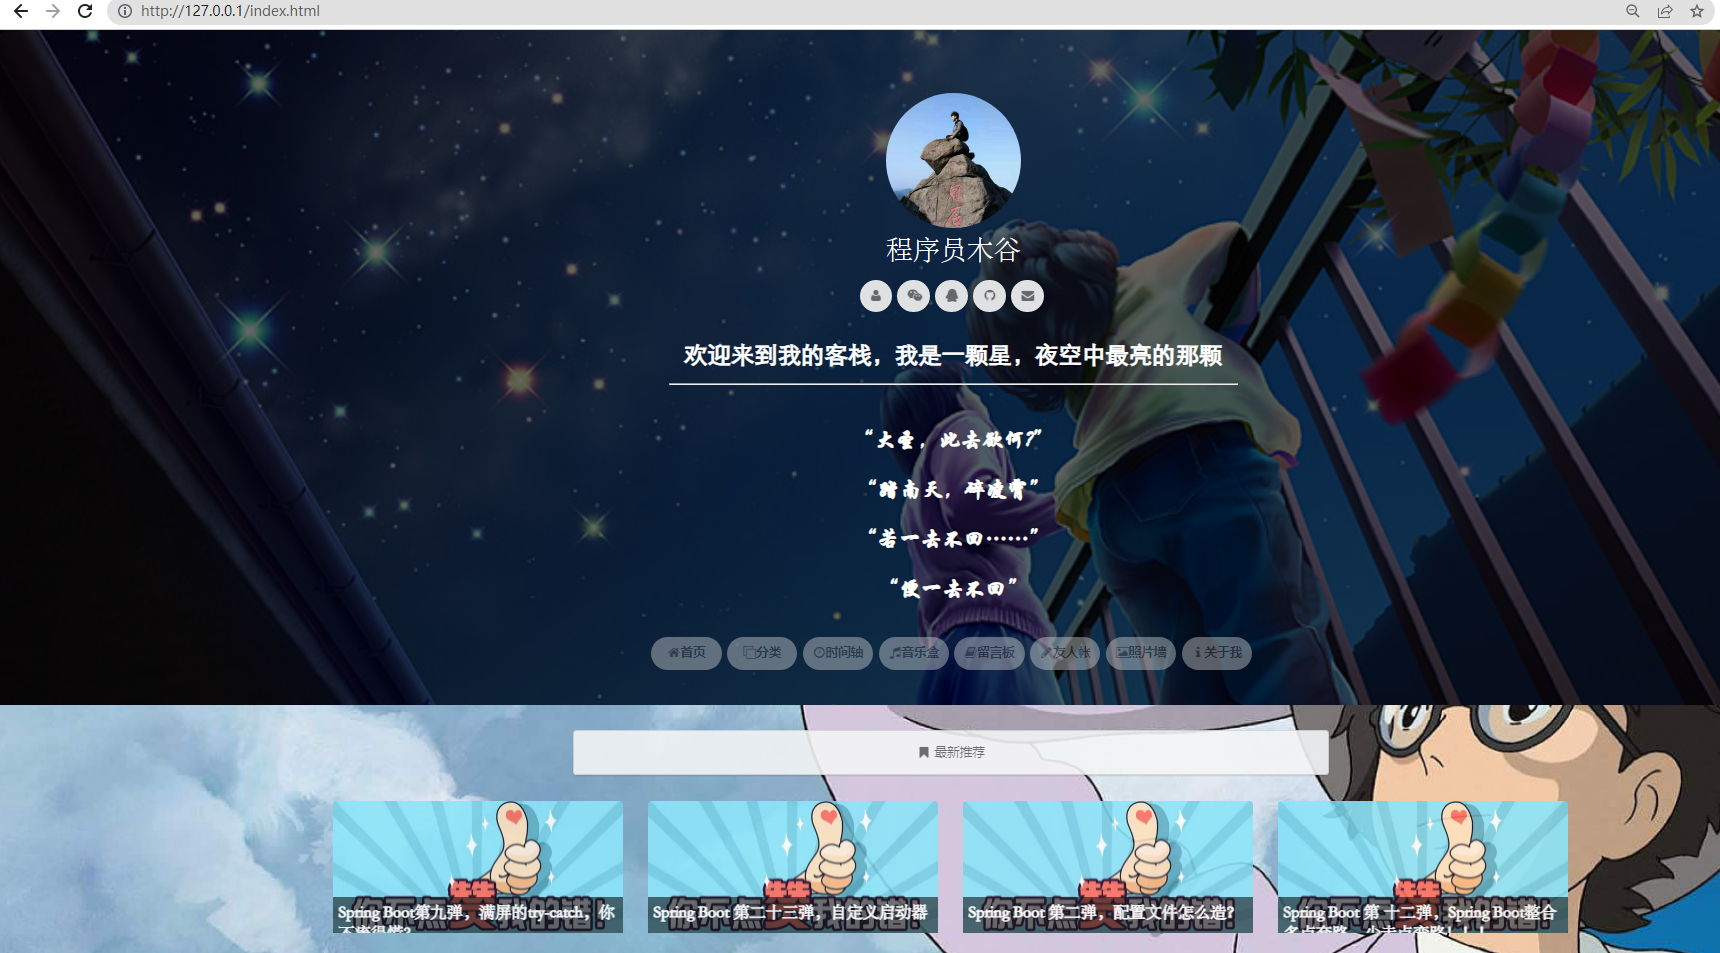 http://127.0.0.1/index.html
程序员木谷
欢迎来到我的客栈，我是一颗星，夜空中最亮的那颗
“大圣，此去欲何?”
“踏南天，碎凌霄”
“若一去不回……”
“便一去不回”
首页 分类 时间轴 音乐盒 留言板 友人帐 照片墙 关于我
最新推荐
Spring Boot第九弹，满屏的try-catch，你
不瘆得慌?
Spring Boot 第二十三弹，自定义启动器
Spring Boot 第二弹，配置文件怎么造?
Spring Boot 第 十二弹，Spring Boot整合